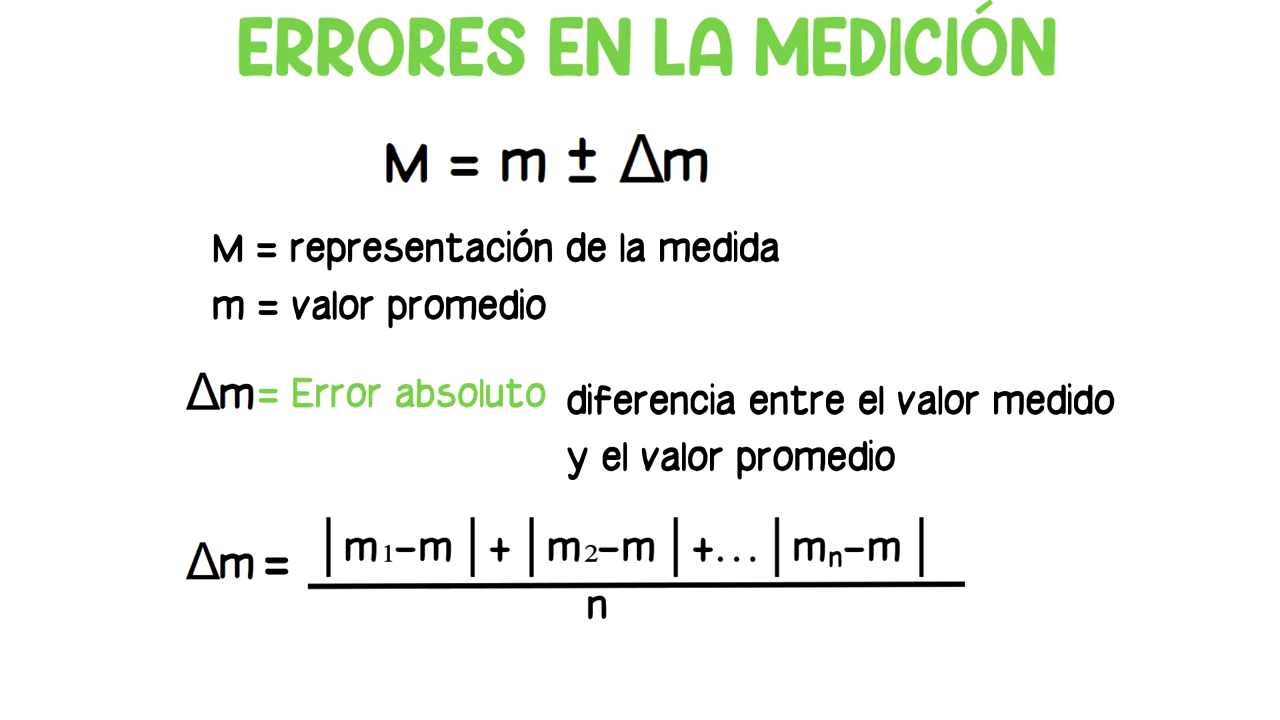 ERRORES EN LA MEDICIÓN
M = m ± Δm
M = representación de la medida
m = valor promedio
Δm= Error absoluto diferencia entre el valor medido
y el valor promedio
Δm = |m₁-m| + |m₂-m| +...|mₙ-m|
n